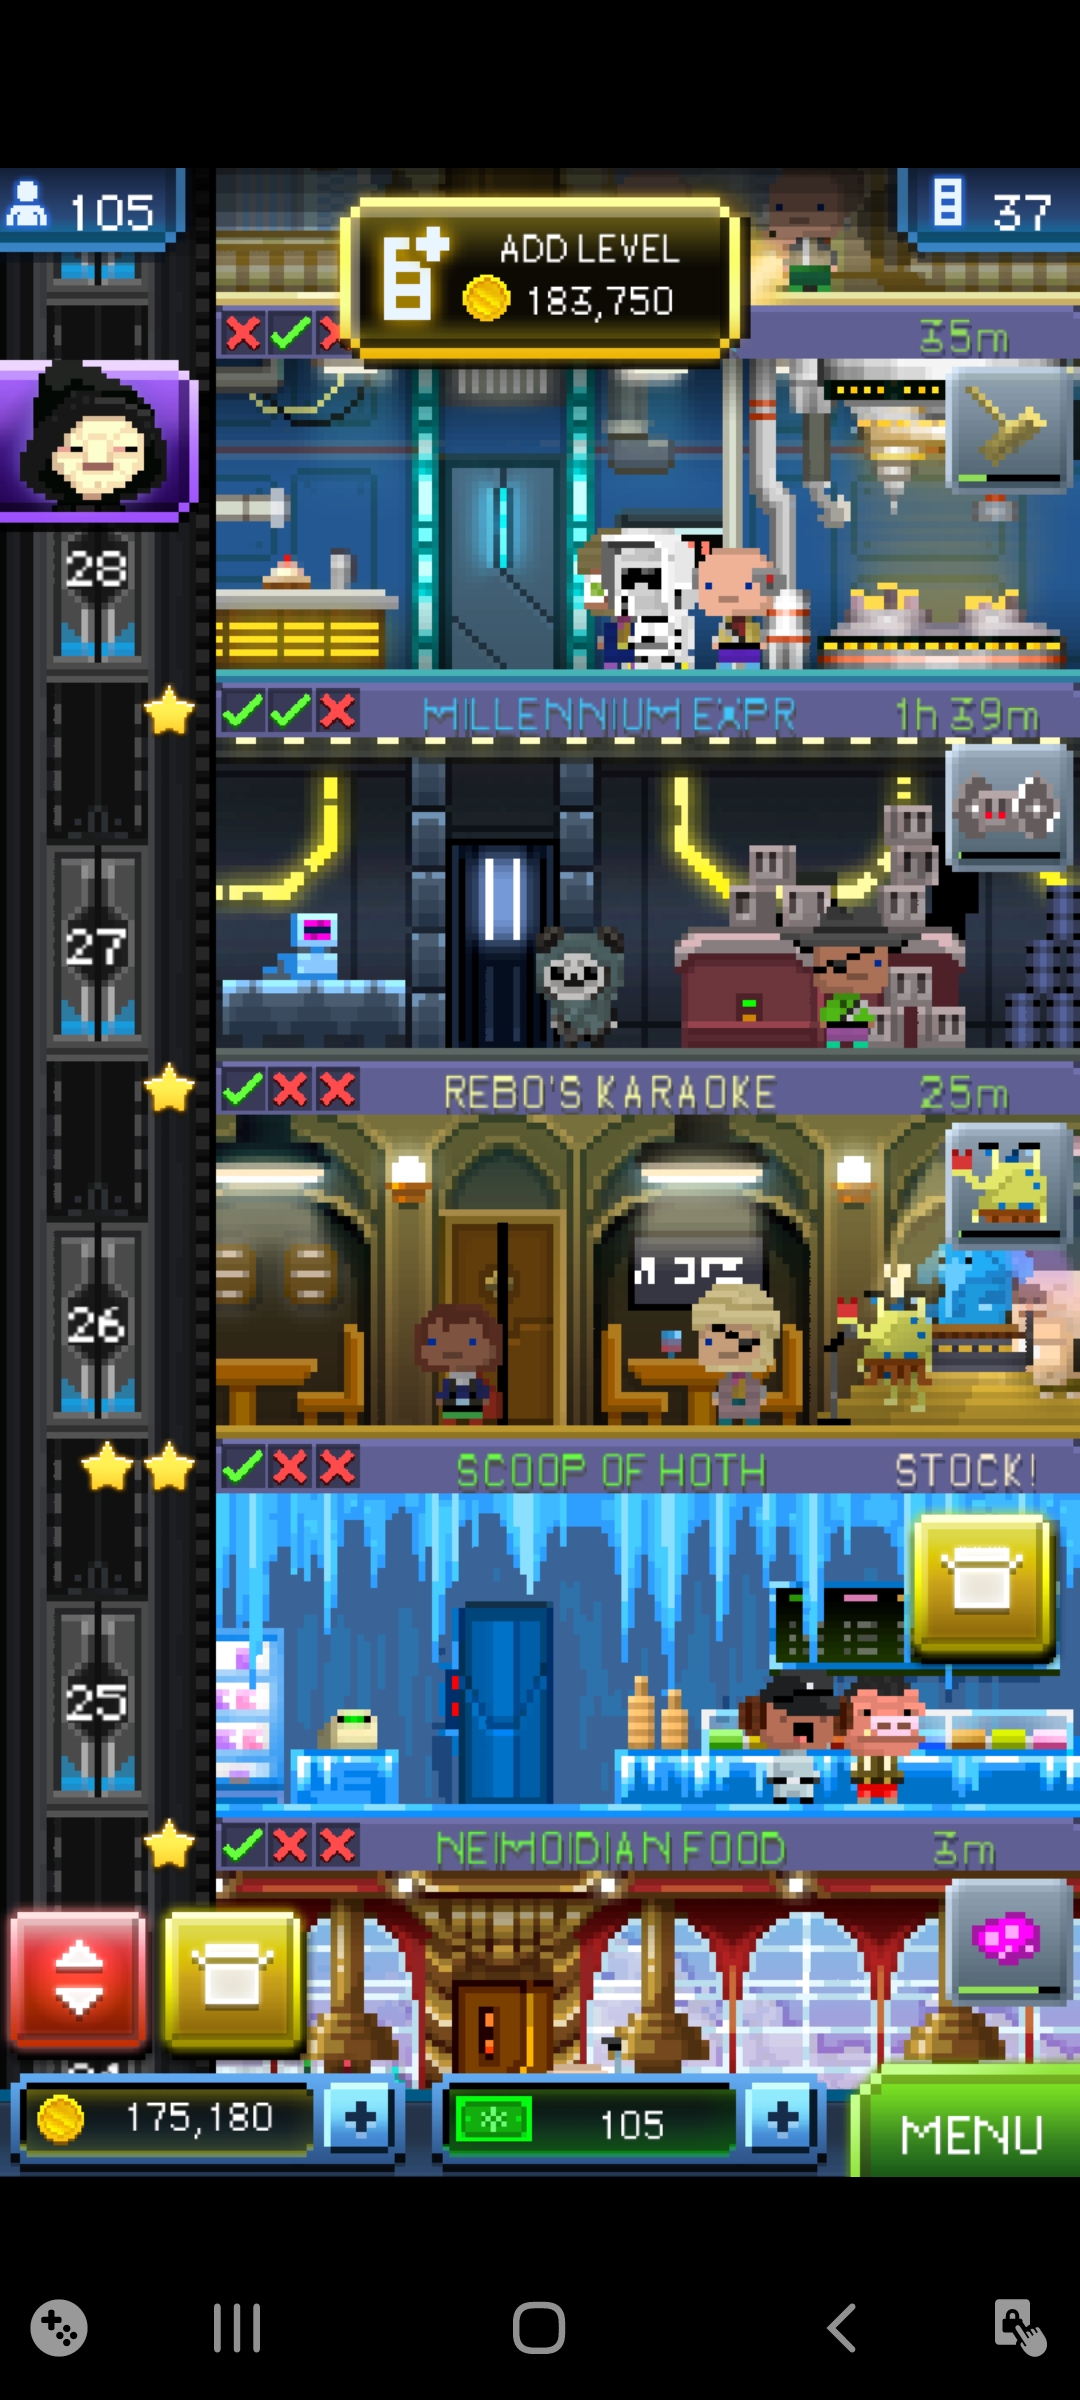 105
37
ADD LEVEL
183,750
35m
28
MILLENNIUM EXPR
1h 39m
27
REBO'S KARAOKE
25m
26
SCOOP OF HOTH
STOCK!
25
NEIMOIDIAN FOOD
3m
175,180
105
MENU